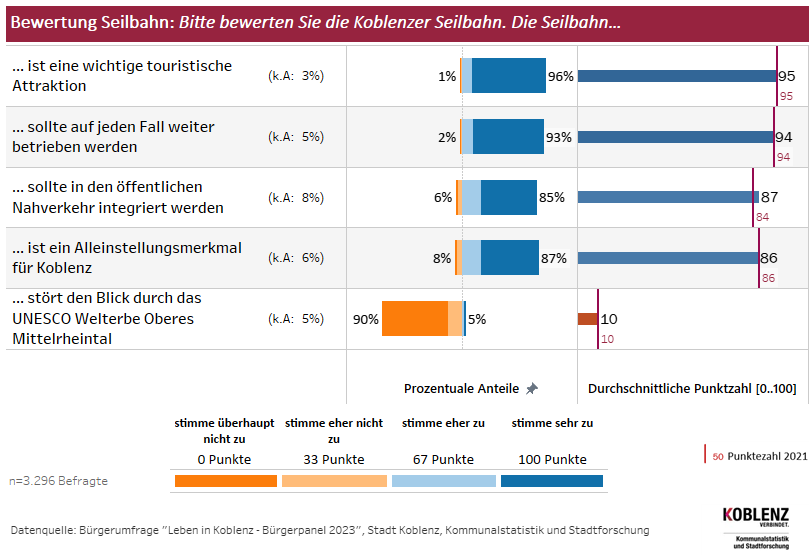 Bewertung Seilbahn: Bitte bewerten Sie die Koblenzer Seilbahn. Die Seilbahn...
... ist eine wichtige touristische
Attraktion
(k.A: 3%)
1%
96%
95
95
... sollte auf jeden Fall weiter
betrieben werden
(k.A: 5%)
2%
93%
94
94
... sollte in den öffentlichen
Nahverkehr integriert werden
(k.A: 8%)
6%
85%
87
84
... ist ein Alleinstellungsmerkmal
für Koblenz
(k.A: 6%)
8%
87%
86
86
... stört den Blick durch das
UNESCO Welterbe Oberes
Mittelrheintal
(k.A: 5%)
90%
5%
10
10
Prozentuale Anteile
Durchschnittliche Punktzahl [0..100]
stimme überhaupt
nicht zu
0 Punkte
stimme eher nicht
zu
33 Punkte
stimme eher zu
67 Punkte
stimme sehr zu
100 Punkte
50 Punktezahl 2021
n=3.296 Befragte
Datenquelle: Bürgerumfrage "Leben in Koblenz - Bürgerpanel 2023", Stadt Koblenz, Kommunalstatistik und Stadtforschung
KOBLENZ
VERBINDET.
Kommunalstatistik
und Stadtforschung